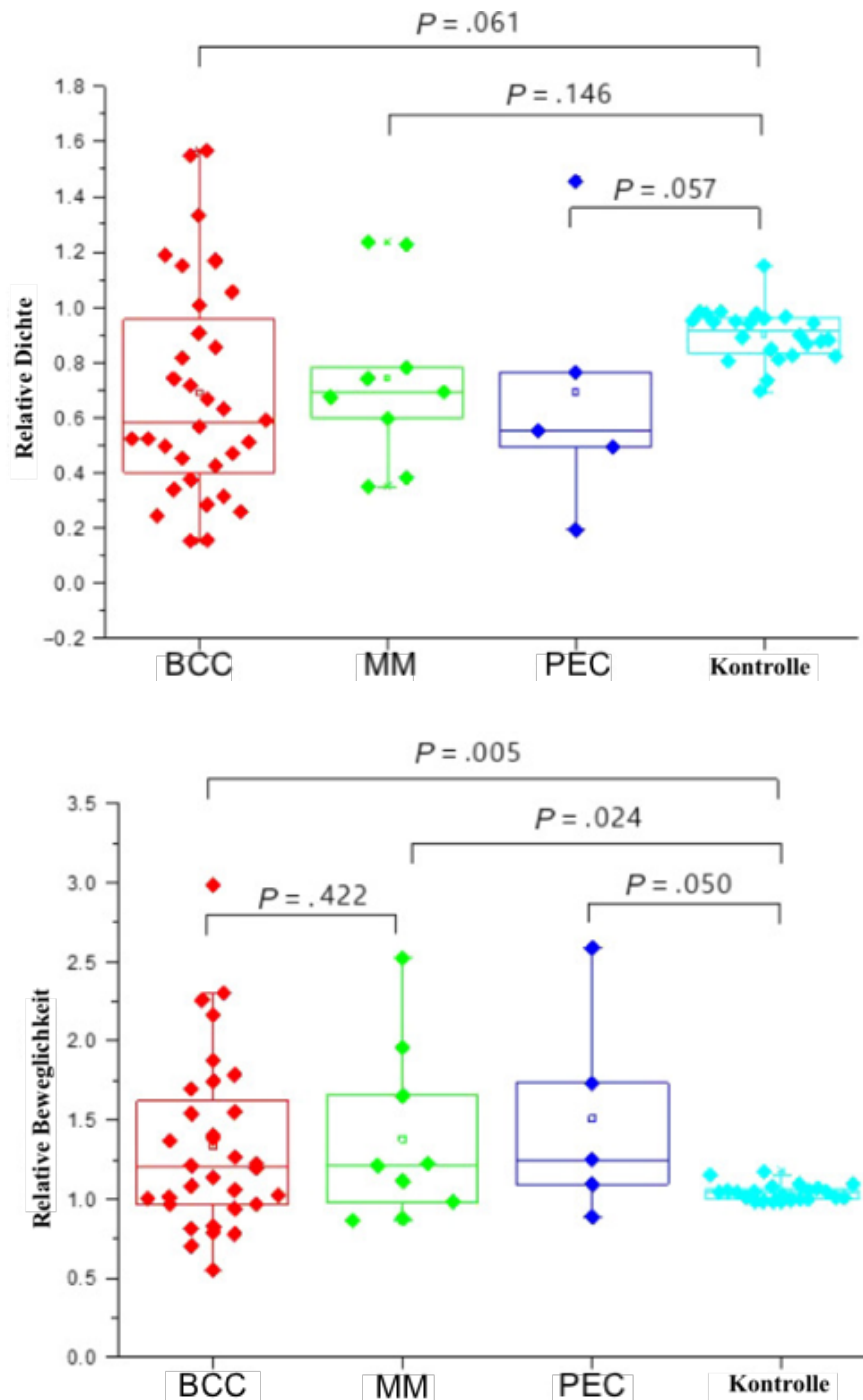 P = .061
P = .146
P = .057
Relative Dichte
1.8
1.6
1.4
1.2
1.0
0.8
0.6
0.4
0.2
0.0
–0.2
BCC MM PEC Kontrolle
P = .005
P = .024
P = .422
P = .050
Relative Beweglichkeit
3.5
3.0
2.5
2.0
1.5
1.0
0.5
0.0
BCC MM PEC Kontrolle